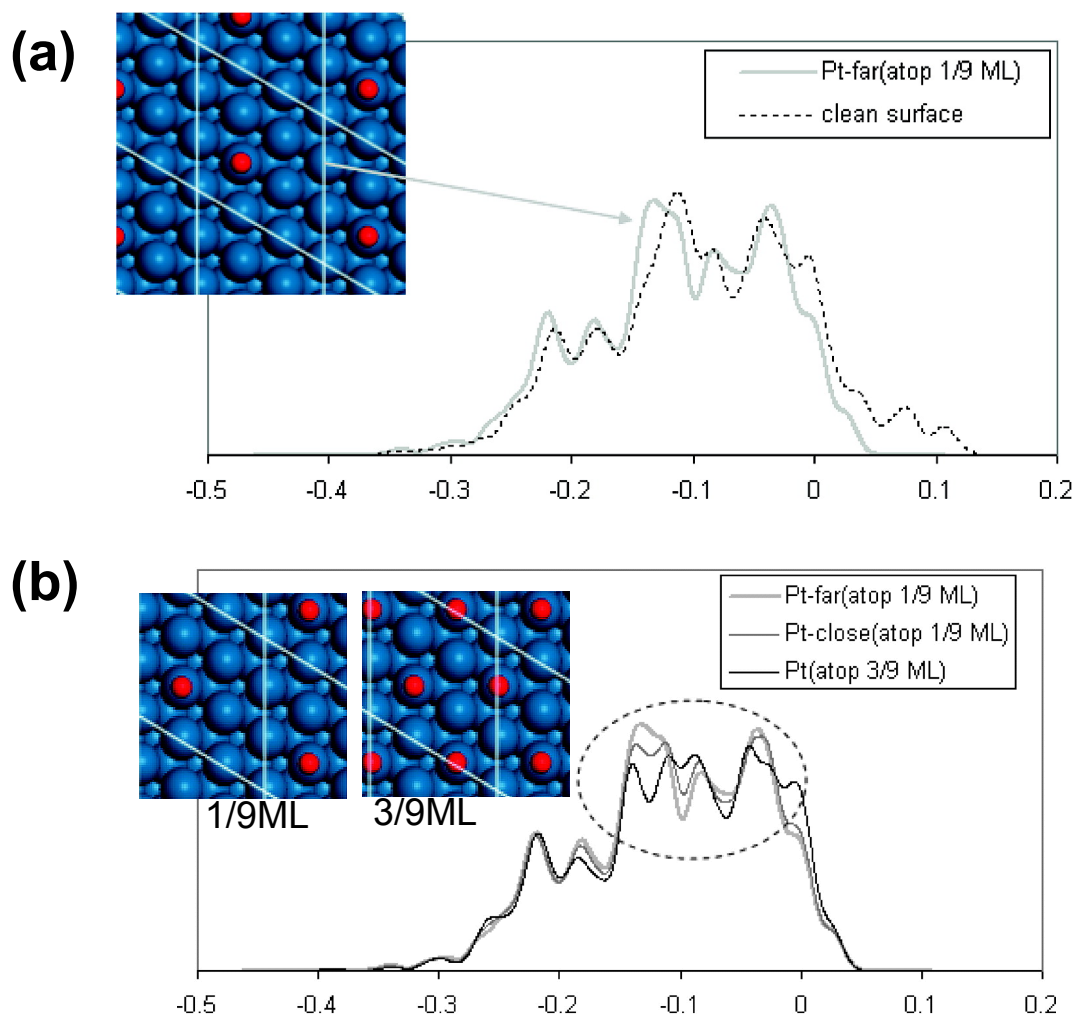 (a)
Pt-far(atop 1/9 ML)
clean surface
-0.5 -0.4 -0.3 -0.2 -0.1 0 0.1 0.2
(b)
Pt-far(atop 1/9 ML)
Pt-close(atop 1/9 ML)
Pt(atop 3/9 ML)
1/9ML 3/9ML
-0.5 -0.4 -0.3 -0.2 -0.1 0 0.1 0.2